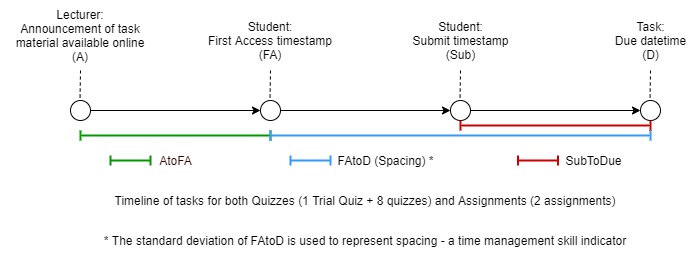 Lecturer:
Announcement of task
material available online
(A)
Student:
First Access timestamp
(FA)
Student:
Submit timestamp
(Sub)
Task:
Due datetime
(D)
AtoFA
FAtoD (Spacing) *
SubToDue
Timeline of tasks for both Quizzes (1 Trial Quiz + 8 quizzes) and Assignments (2 assignments)
* The standard deviation of FAtoD is used to represent spacing - a time management skill indicator